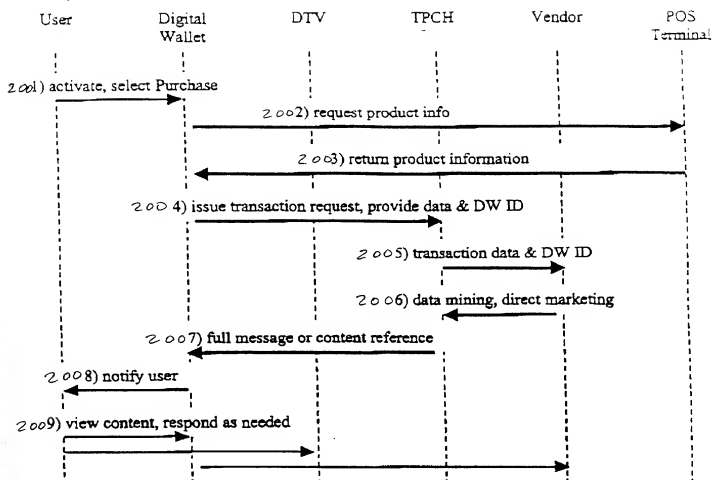 User Digital Wallet DTV TPCH Vendor POS Terminal
2001) activate, select Purchase
2002) request product info
2003) return product information
2004) issue transaction request, provide data & DW ID
2005) transaction data & DW ID
2006) data mining, direct marketing
2007) full message or content reference
2008) notify user
2009) view content, respond as needed